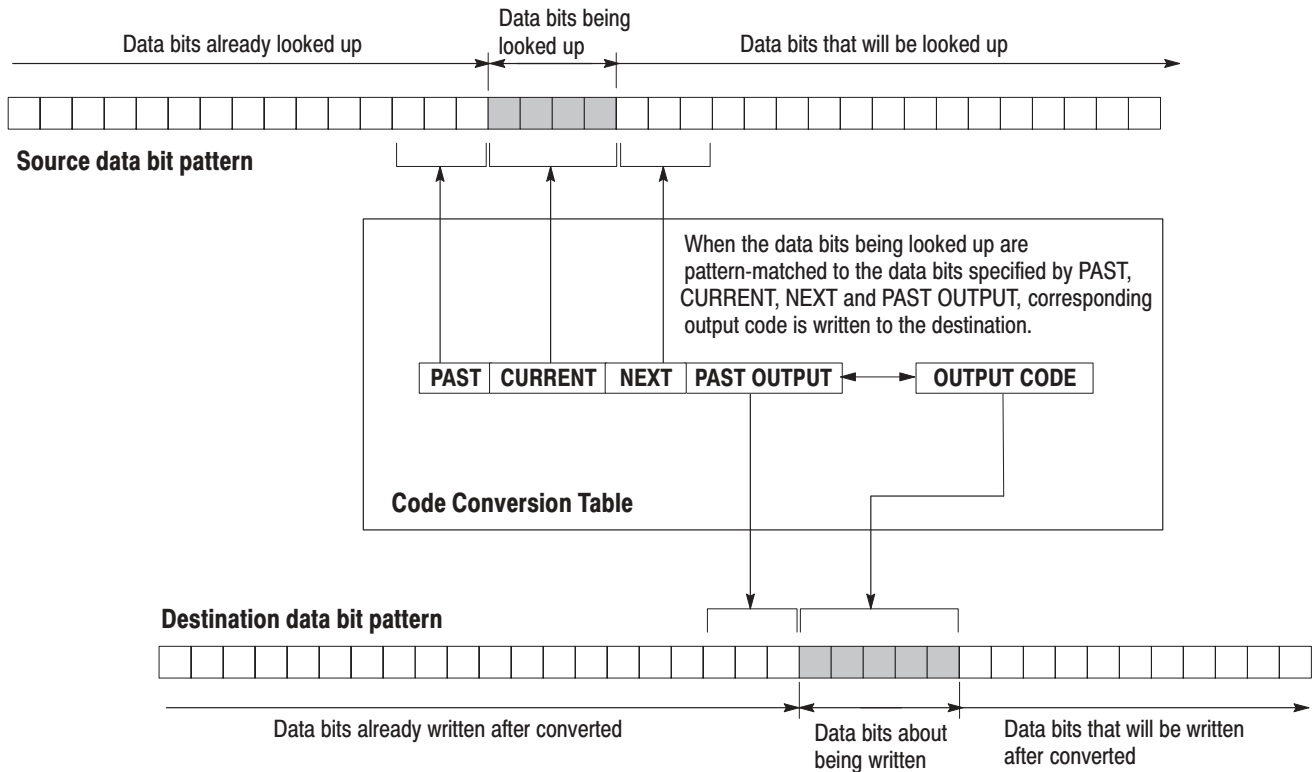 Data bits already looked up
Data bits being
looked up
Data bits that will be looked up
Source data bit pattern
When the data bits being looked up are
pattern-matched to the data bits specified by PAST,
CURRENT, NEXT and PAST OUTPUT, corresponding
output code is written to the destination.
PAST CURRENT NEXT PAST OUTPUT OUTPUT CODE
Code Conversion Table
Destination data bit pattern
Data bits already written after converted
Data bits about
being written
Data bits that will be written
after converted